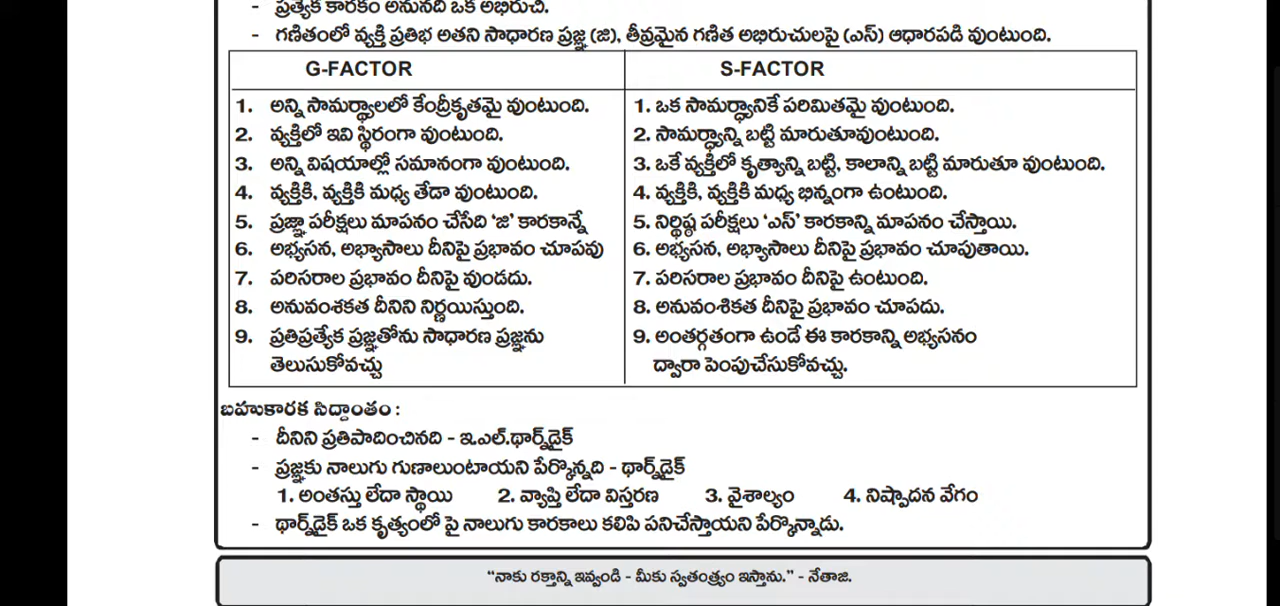 - ప్రత్యేక కారకం అనునది ఒక అభిరుచి.
- గణితంలో వ్యక్తి ప్రతిభ అతని సాధారణ ప్రజ్ఞ (జి), తీవ్రమైన గణిత అభిరుచులపై (ఎస్) ఆధారపడి వుంటుంది.
G-FACTOR
1. అన్ని సామర్థ్యాలలో కేంద్రీకృతమై వుంటుంది.
2. వ్యక్తిలో ఇవి స్థిరంగా వుంటుంది.
3. అన్ని విషయాల్లో సమానంగా వుంటుంది.
4. వ్యక్తికి, వ్యక్తికి మధ్య తేడా వుంటుంది.
5. ప్రజ్ఞా పరీక్షలు మాపనం చేసేది ‘జి’ కారకాన్నే
6. అభ్యసన, అభ్యాసాలు దీనిపై ప్రభావం చూపవు
7. పరిసరాల ప్రభావం దీనిపై వుండదు.
8. అనువంశకత దీనిని నిర్ణయిస్తుంది.
9. ప్రతిప్రత్యేక ప్రజ్ఞతోను సాధారణ ప్రజ్ఞను
తెలుసుకోవచ్చు
S-FACTOR
1. ఒక సామర్థ్యానికే పరిమితమై వుంటుంది.
2. సామర్థ్యాన్ని బట్టి మారుతూవుంటుంది.
3. ఒకే వ్యక్తిలో కృత్యాన్ని బట్టి, కాలాన్ని బట్టి మారుతూ వుంటుంది.
4. వ్యక్తికి, వ్యక్తికి మధ్య భిన్నంగా ఉంటుంది.
5. నిర్ధిష్ఠ పరీక్షలు ‘ఎస్’ కారకాన్ని మాపనం చేస్తాయి.
6. అభ్యసన, అభ్యాసాలు దీనిపై ప్రభావం చూపుతాయి.
7. పరిసరాల ప్రభావం దీనిపై ఉంటుంది.
8. అనువంశికత దీనిపై ప్రభావం చూపదు.
9. అంతర్గతంగా ఉండే ఈ కారకాన్ని అభ్యసనం
ద్వారా పెంపుచేసుకోవచ్చు.
బహుకారక సిద్ధాంతం :
- దీనిని ప్రతిపాదించినది - ఇ.ఎల్.థార్న్‌డైక్
- ప్రజ్ఞకు నాలుగు గుణాలుంటాయని పేర్కొన్నది - థార్న్‌డైక్
1. అంతస్తు లేదా స్థాయి 2. వ్యాప్తి లేదా విస్తరణ 3. వైశాల్యం 4. నిష్పాదన వేగం
- థార్న్‌డైక్ ఒక కృత్యంలో పై నాలుగు కారకాలు కలిపి పనిచేస్తాయని పేర్కొన్నాడు.
“నాకు రక్తాన్ని ఇవ్వండి - మీకు స్వతంత్ర్యం ఇస్తాను.” - నేతాజి.